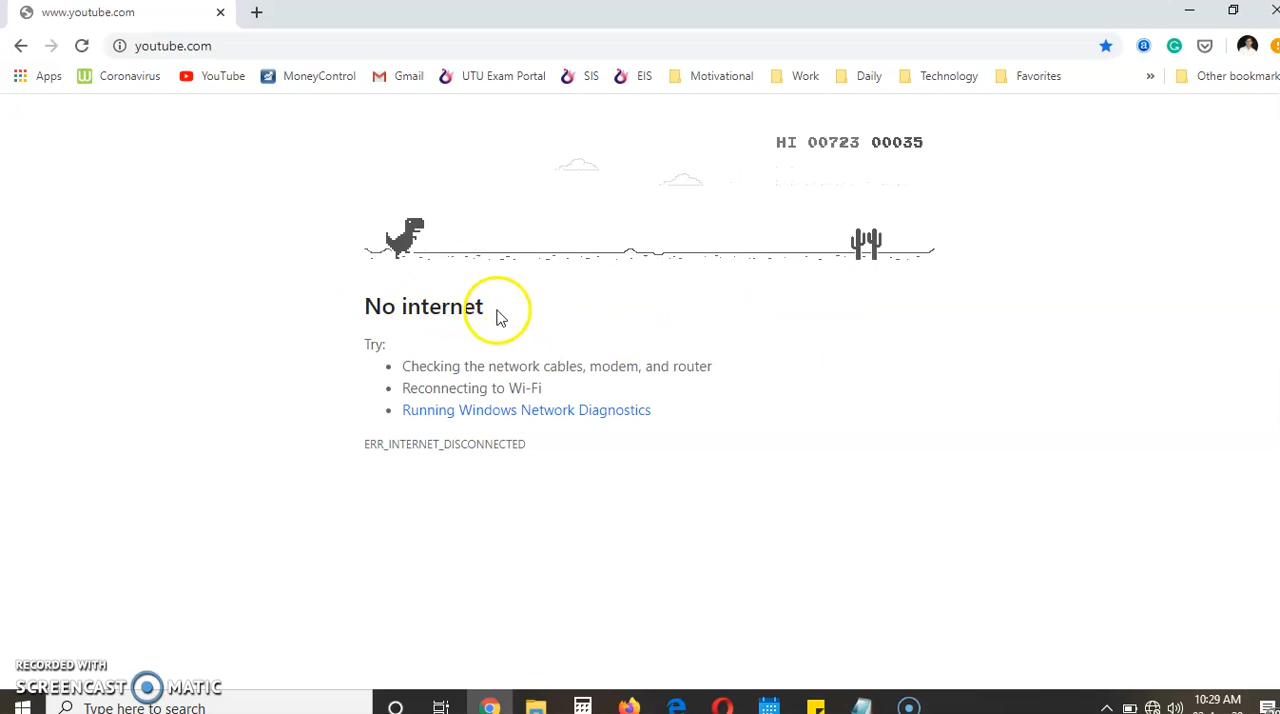 www.youtube.com
youtube.com
Apps Coronavirus YouTube MoneyControl Gmail UTU Exam Portal SIS EIS Motivational Work Daily Technology Favorites » Other bookmar
HI 00723 00035
No internet
Try:
Checking the network cables, modem, and router
Reconnecting to Wi-Fi
Running Windows Network Diagnostics
ERR_INTERNET_DISCONNECTED
RECORDED WITH
SCREENCAST MATIC
Type here to search
10:29 AM